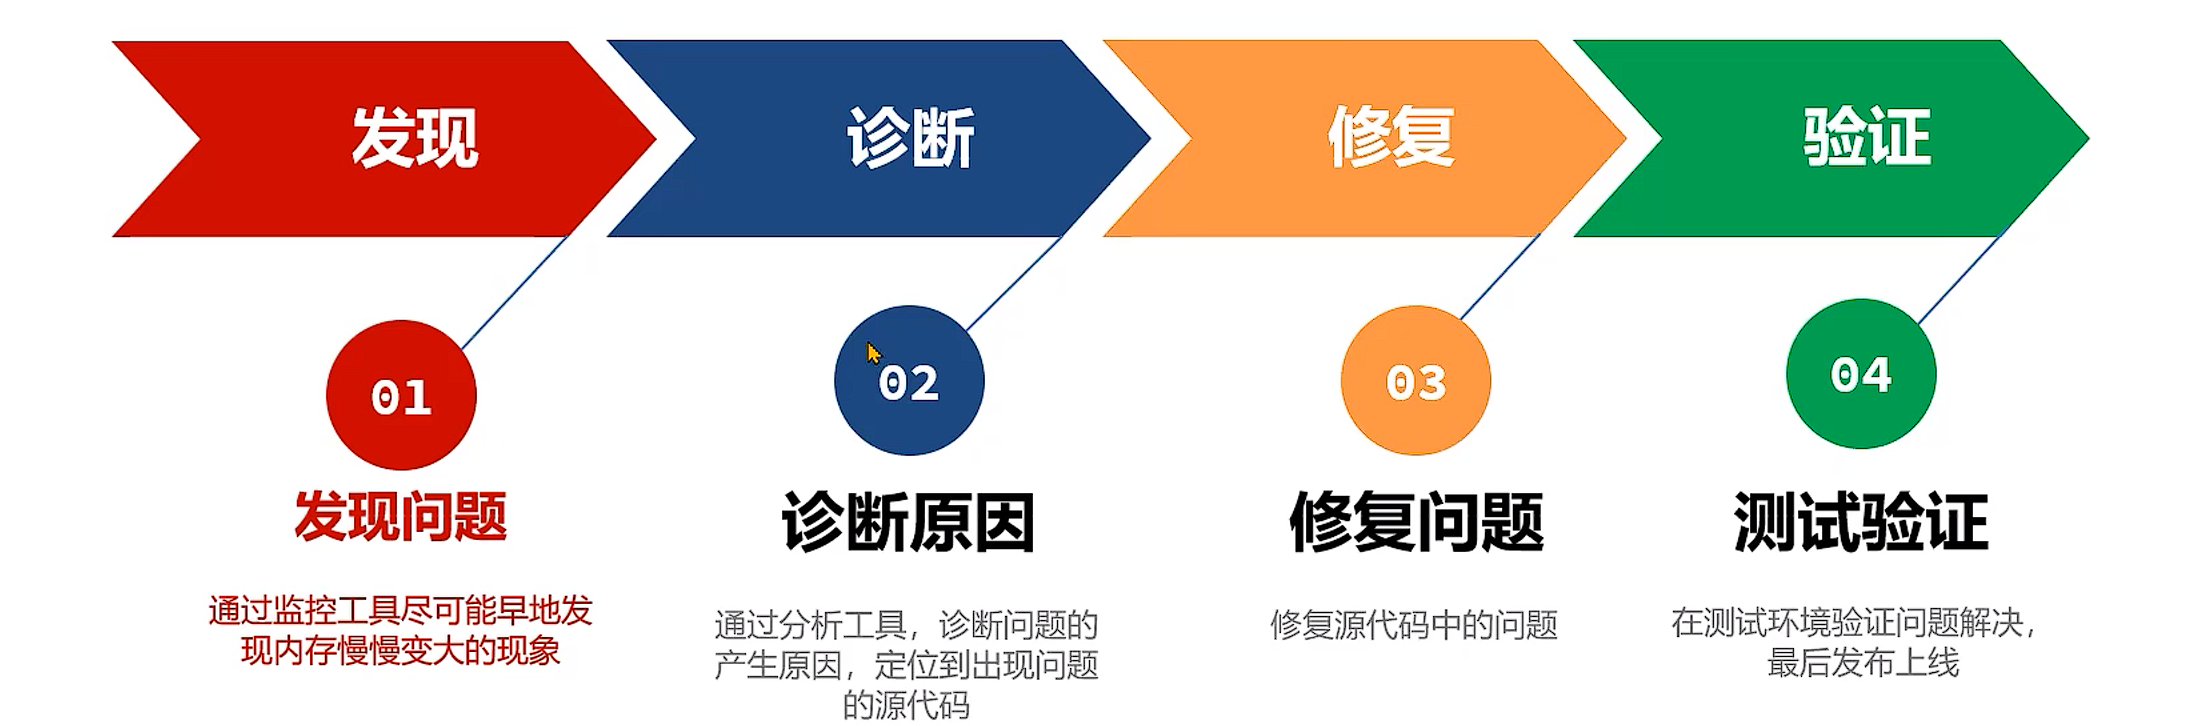 发现
诊断
修复
验证
01
02
03
04
发现问题
诊断原因
修复问题
测试验证
通过监控工具尽可能早地发
现内存慢慢变大的现象
通过分析工具，诊断问题的
产生原因，定位到出现问题
的源代码
修复源代码中的问题
在测试环境验证问题解决，
最后发布上线